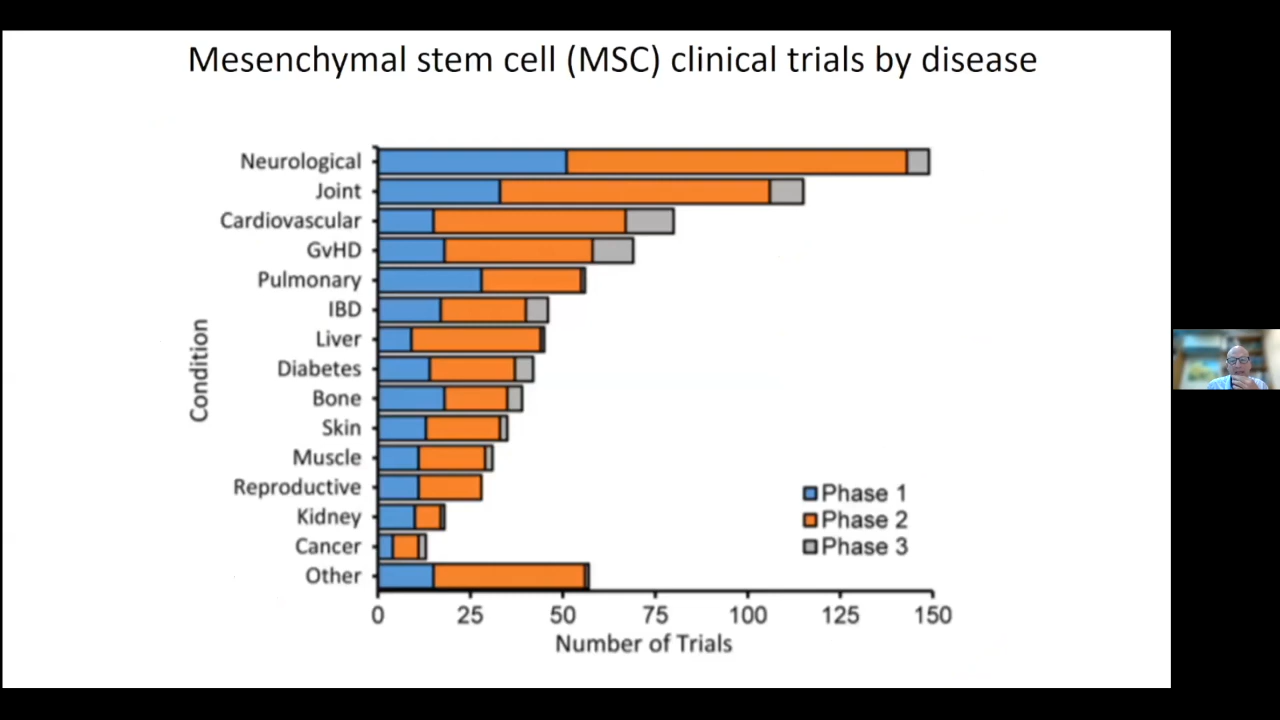 Mesenchymal stem cell (MSC) clinical trials by disease
Neurological
Joint
Cardiovascular
GvHD
Pulmonary
IBD
Liver
Diabetes
Bone
Skin
Muscle
Reproductive
Kidney
Cancer
Other
Condition
Phase 1
Phase 2
Phase 3
0 25 50 75 100 125 150
Number of Trials